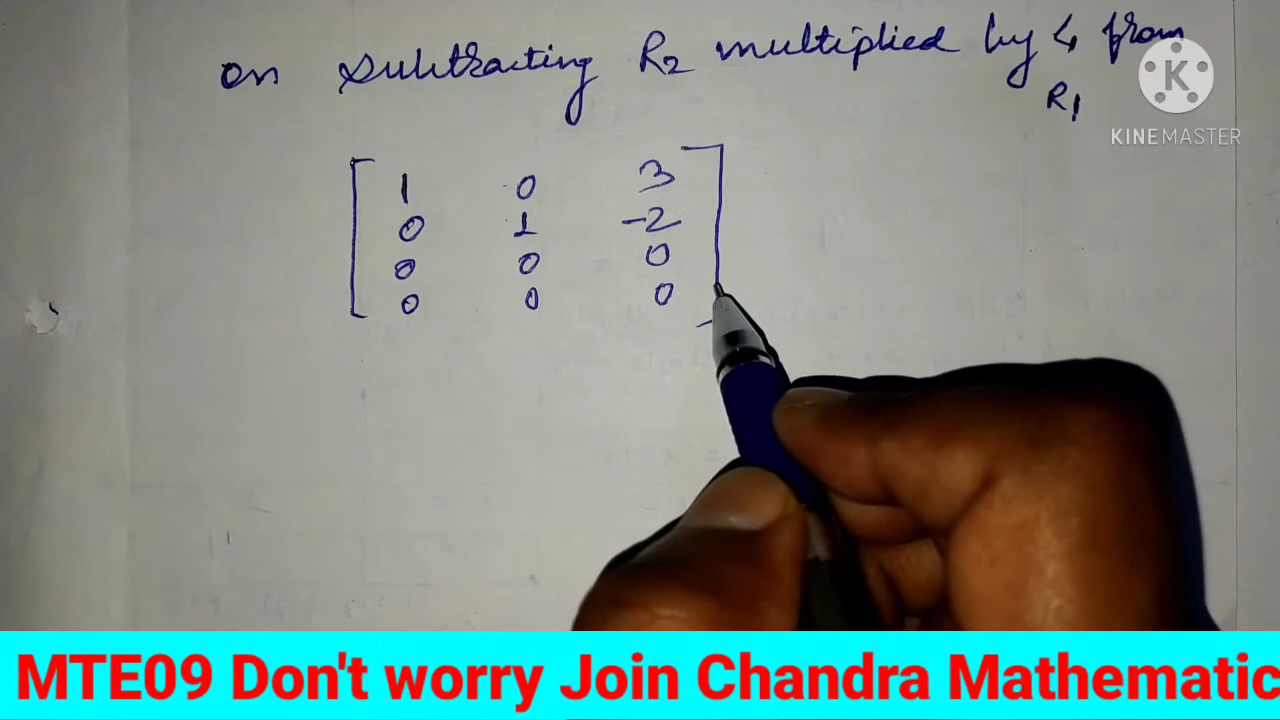 on subtracting R2 multiplied by 4 from
R1
K
KINEMASTER
1 0 3
0 1 -2
0 0 0
0 0 0
MTE09 Don't worry Join Chandra Mathematic